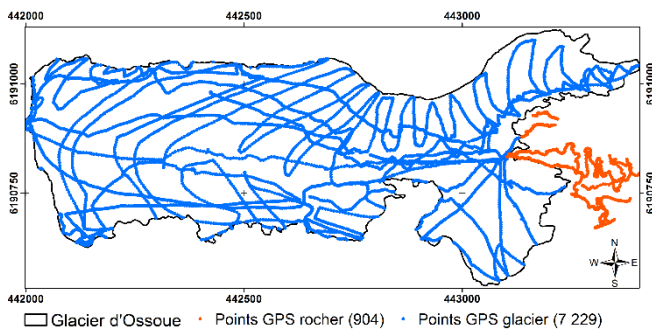 442000 442500 443000
6191000 6191000
6190750 6190750
N
W E
S
442000 442500 443000
Glacier d'Ossoue Points GPS rocher (904) Points GPS glacier (7 229)